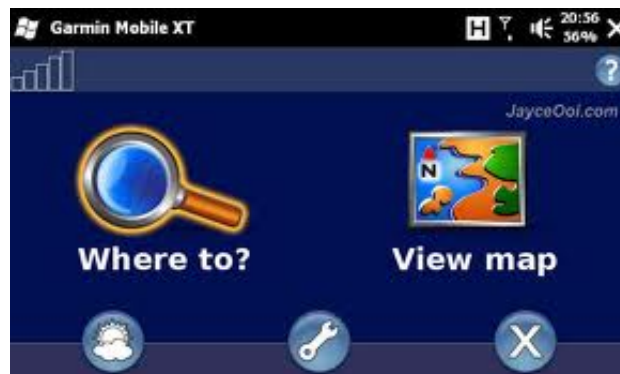 Garmin Mobile XT
H
20:56
56%
?
JayceOoi.com
N
Where to?
View map
X